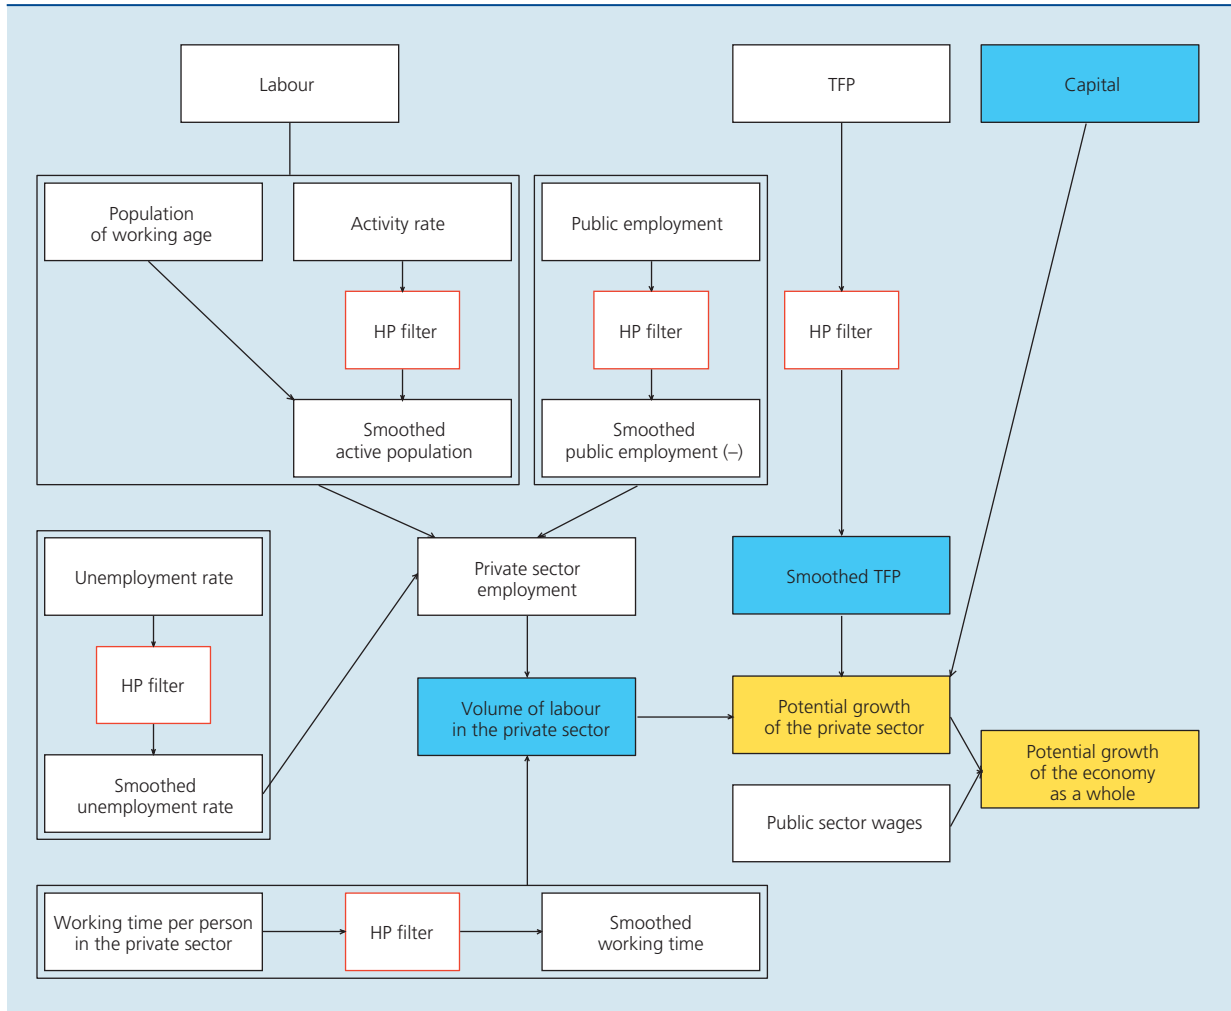 Labour
TFP
Capital
Population
of working age
Activity rate
Public employment
HP filter
HP filter
HP filter
Smoothed
active population
Smoothed
public employment (–)
Unemployment rate
Private sector
employment
Smoothed TFP
HP filter
Volume of labour
in the private sector
Potential growth
of the private sector
Potential growth
of the economy
as a whole
Smoothed
unemployment rate
Public sector wages
Working time per person
in the private sector
HP filter
Smoothed
working time